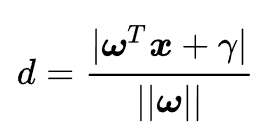 d = |ω^T x + γ| / ||ω||